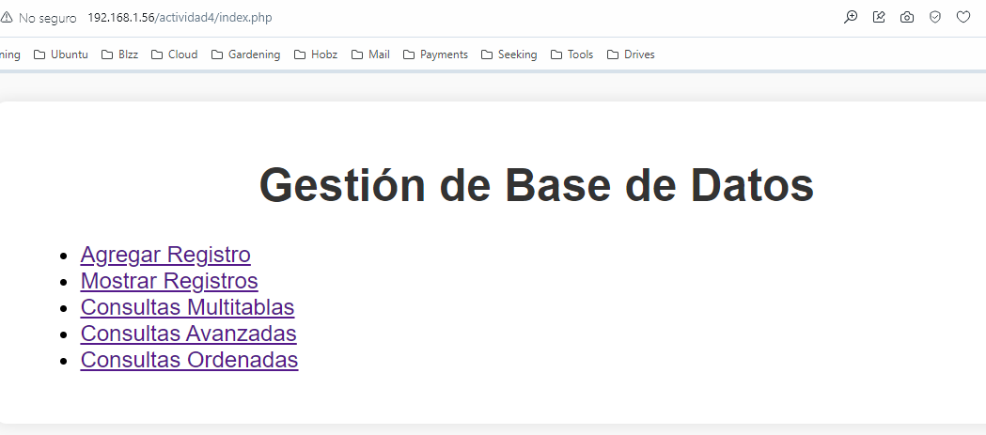 No seguro 192.168.1.56/actividad4/index.php
ning Ubuntu Blzz Cloud Gardening Hobz Mail Payments Seeking Tools Drives
Gestión de Base de Datos
Agregar Registro
Mostrar Registros
Consultas Multitablas
Consultas Avanzadas
Consultas Ordenadas